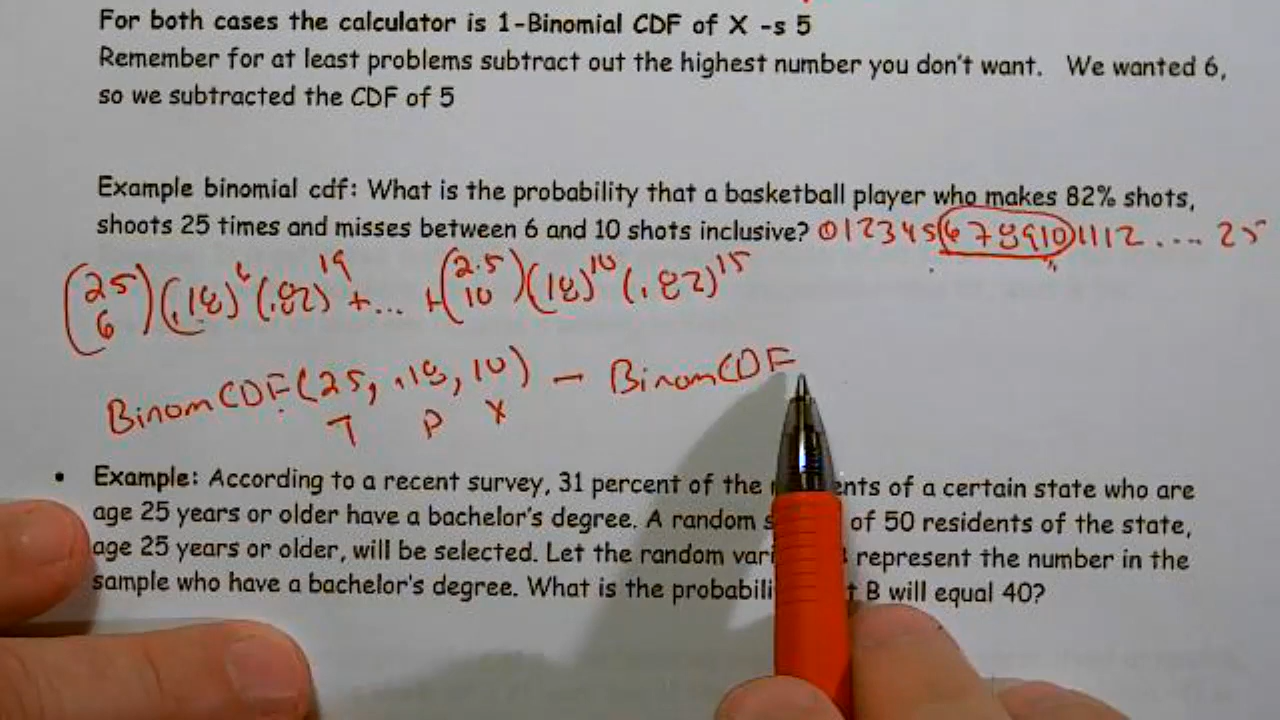 For both cases the calculator is 1-Binomial CDF of X -s 5
Remember for at least problems subtract out the highest number you don't want. We wanted 6,
so we subtracted the CDF of 5
Example binomial cdf: What is the probability that a basketball player who makes 82% shots,
shoots 25 times and misses between 6 and 10 shots inclusive? 0 1 2 3 4 5 6 7 8 9 10 11 12 .... 25
(25 6)(.18)^6(.82)^19 + ... + (25 10)(.18)^10(.82)^15
BinomCDF(25, .18, 10) - BinomCDF
T P X
• Example: According to a recent survey, 31 percent of the of a certain state who are
age 25 years or older have a bachelor's degree. A random of 50 residents of the state,
age 25 years or older, will be selected. Let the random represent the number in the
sample who have a bachelor's degree. What is the B will equal 40?